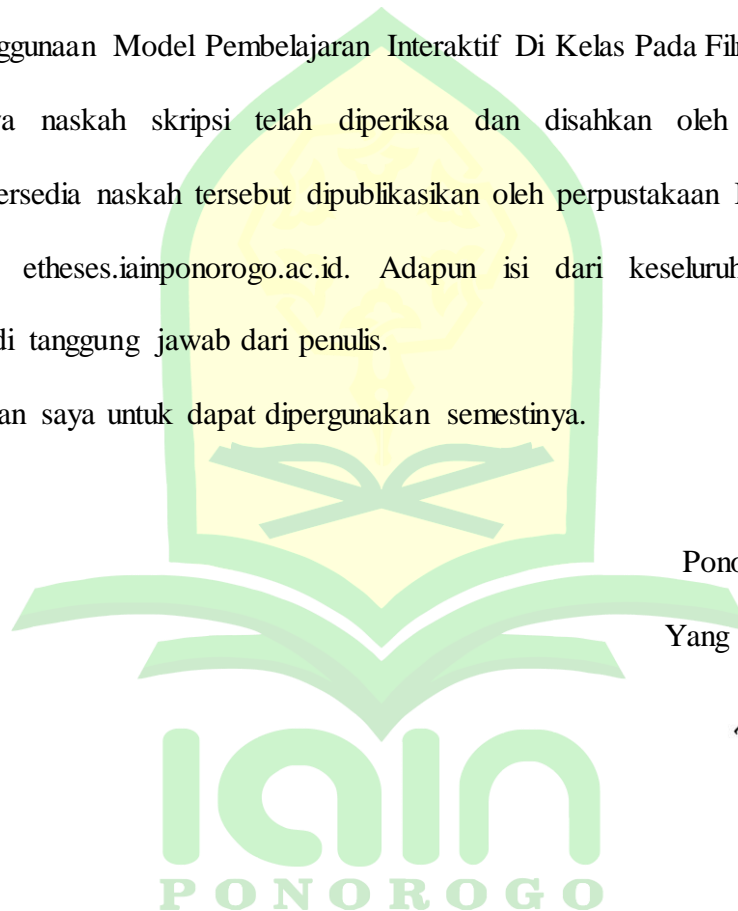 ggunaan Model Pembelajaran Interaktif Di Kelas Pada Fil
a naskah skripsi telah diperiksa dan disahkan oleh
ersedia naskah tersebut dipublikasikan oleh perpustakaan
etheses.iainponorogo.ac.id. Adapun isi dari keseluruh
di tanggung jawab dari penulis.
an saya untuk dapat dipergunakan semestinya.
Pono
Yang
iain
PONOROGO